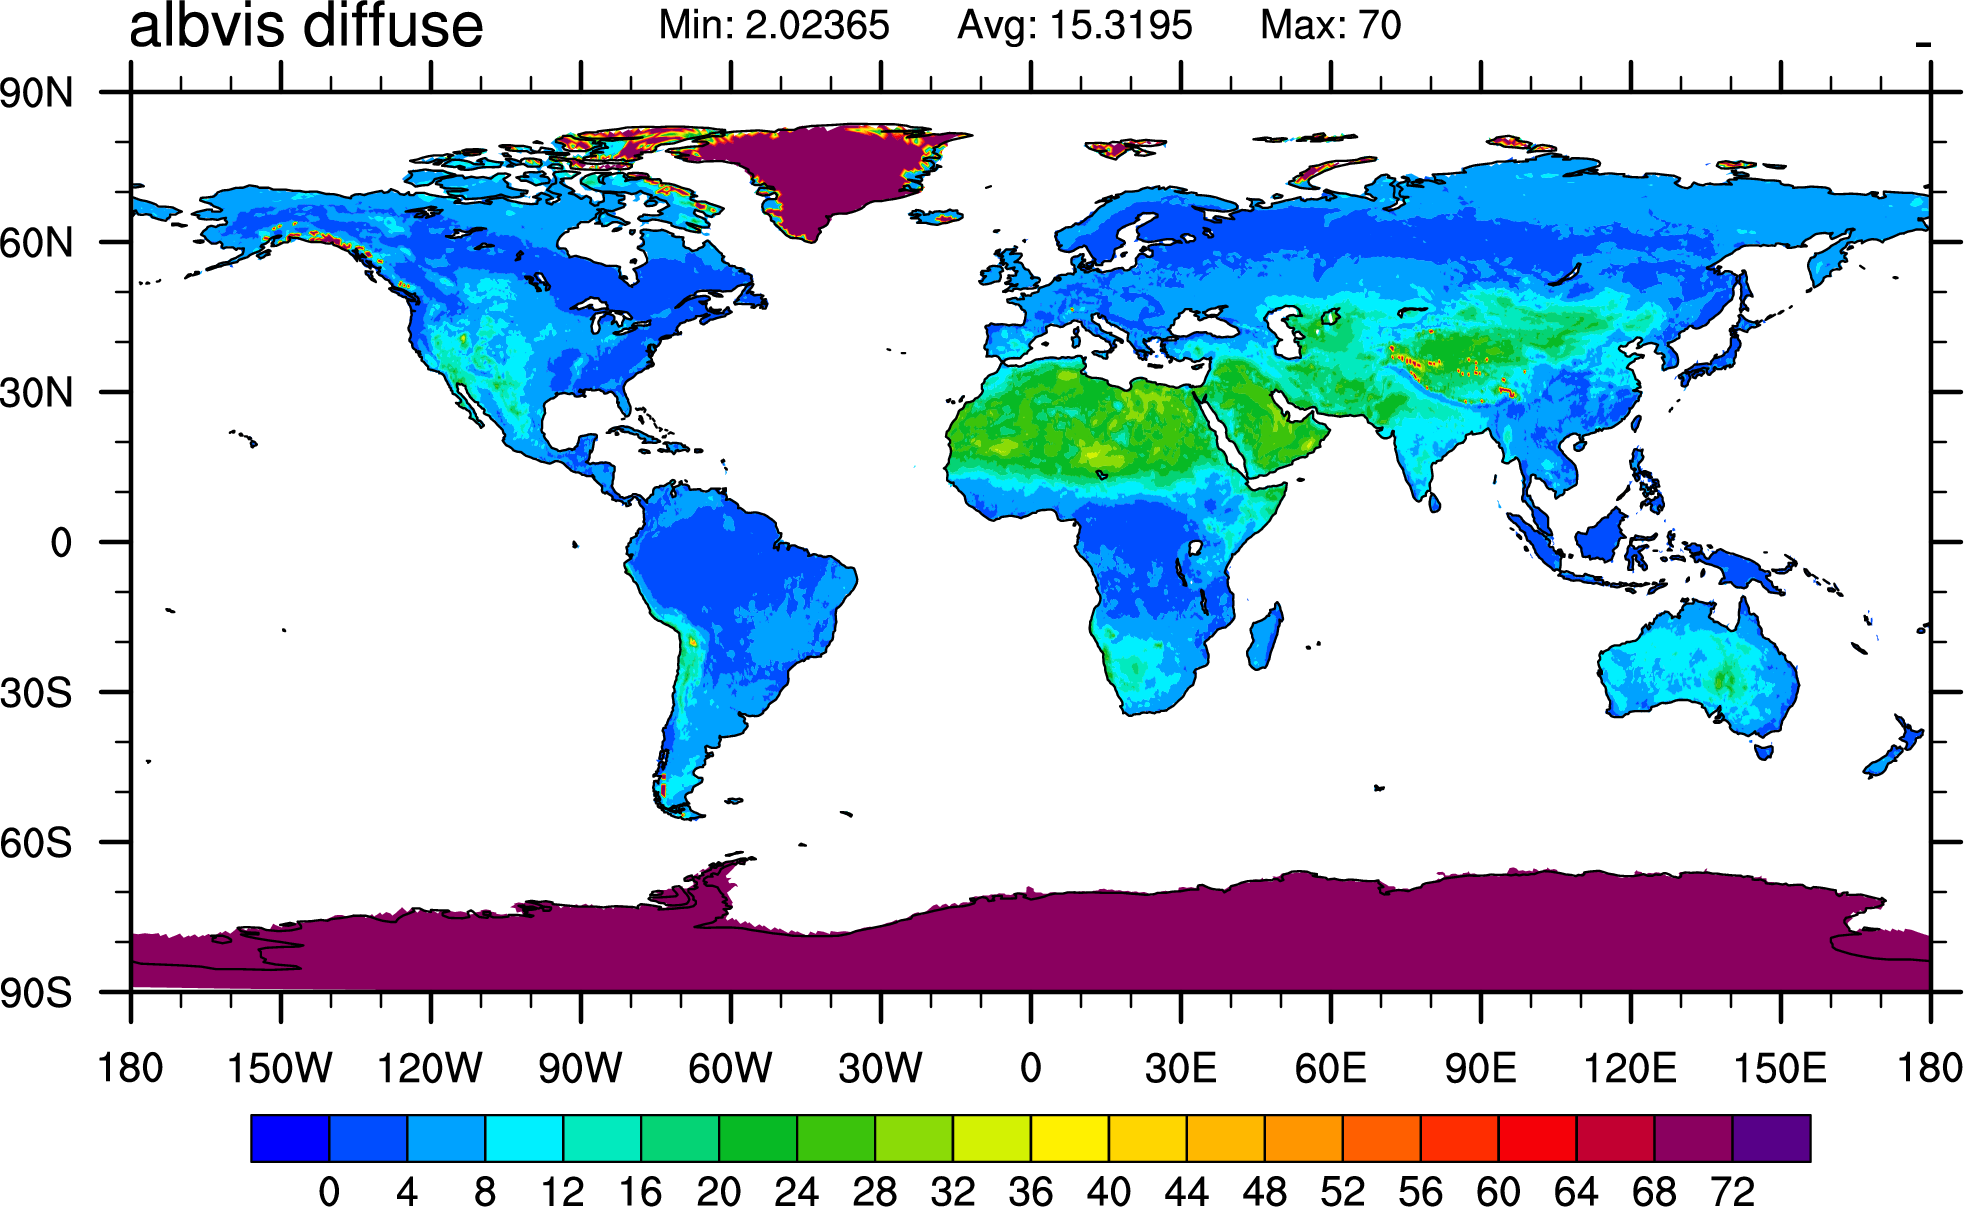 albvis diffuse Min: 2.02365 Avg: 15.3195 Max: 70 -
90N
60N
30N
0
30S
60S
90S
180 150W 120W 90W 60W 30W 0 30E 60E 90E 120E 150E 180
0 4 8 12 16 20 24 28 32 36 40 44 48 52 56 60 64 68 72